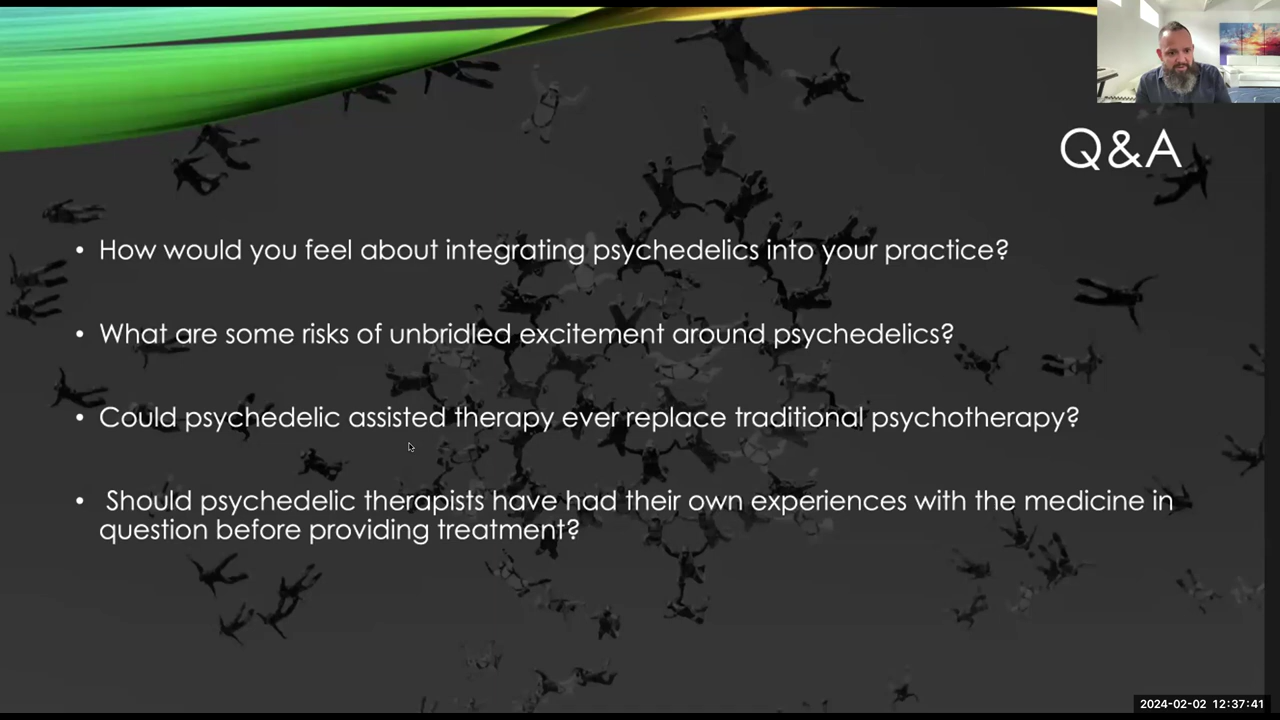 Q&A
• How would you feel about integrating psychedelics into your practice?
• What are some risks of unbridled excitement around psychedelics?
• Could psychedelic assisted therapy ever replace traditional psychotherapy?
• Should psychedelic therapists have had their own experiences with the medicine in
question before providing treatment?
2024-02-02 12:37:41